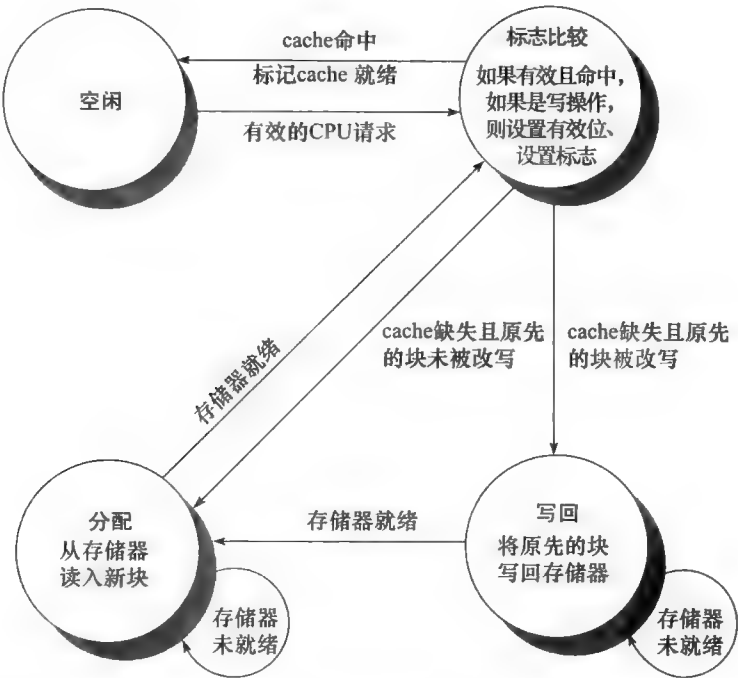 cache命中
标记cache 就绪
空闲
有效的CPU请求
标志比较
如果有效且命中，
如果是写操作，
则设置有效位、
设置标志
存储器就绪
cache缺失且原先
的块未被改写
cache缺失且原先
的块被改写
分配
从存储器
读入新块
存储器就绪
写回
将原先的块
写回存储器
存储器
未就绪
存储器
未就绪